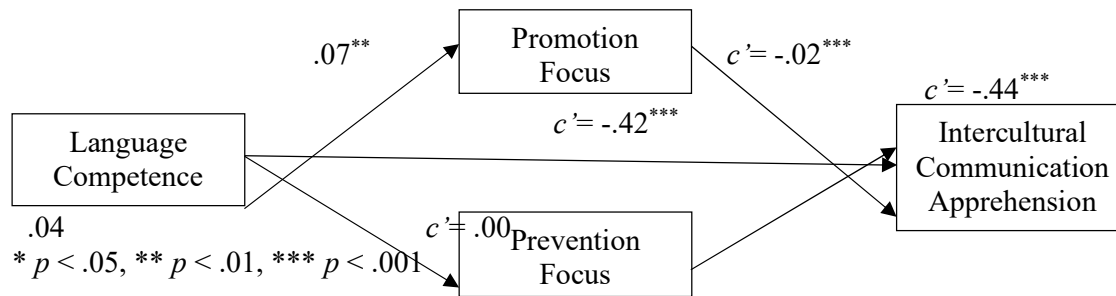 Promotion
Focus
.07**
c’= -.02***
c’= -.44***
c’= -.42***
Language
Competence
Intercultural
Communication
Apprehension
.04
c’= .00
Prevention
Focus
* p < .05, ** p < .01, *** p < .001